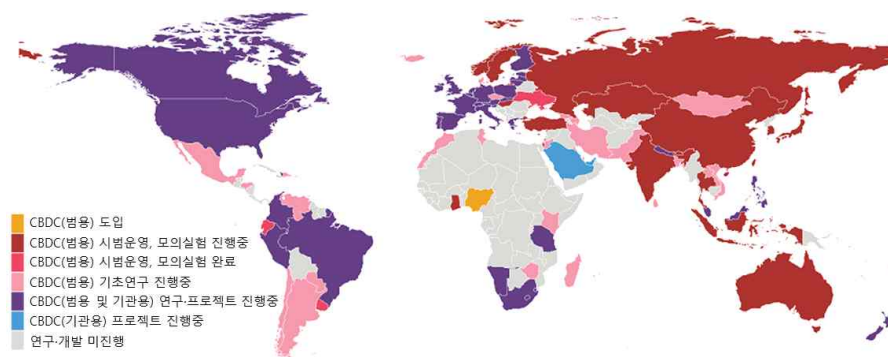 CBDC(범용) 도입
CBDC(범용) 시범운영, 모의실험 진행중
CBDC(범용) 시범운영, 모의실험 완료
CBDC(범용) 기초연구 진행중
CBDC(범용 및 기관용) 연구·프로젝트 진행중
CBDC(기관용) 프로젝트 진행중
연구·개발 미진행